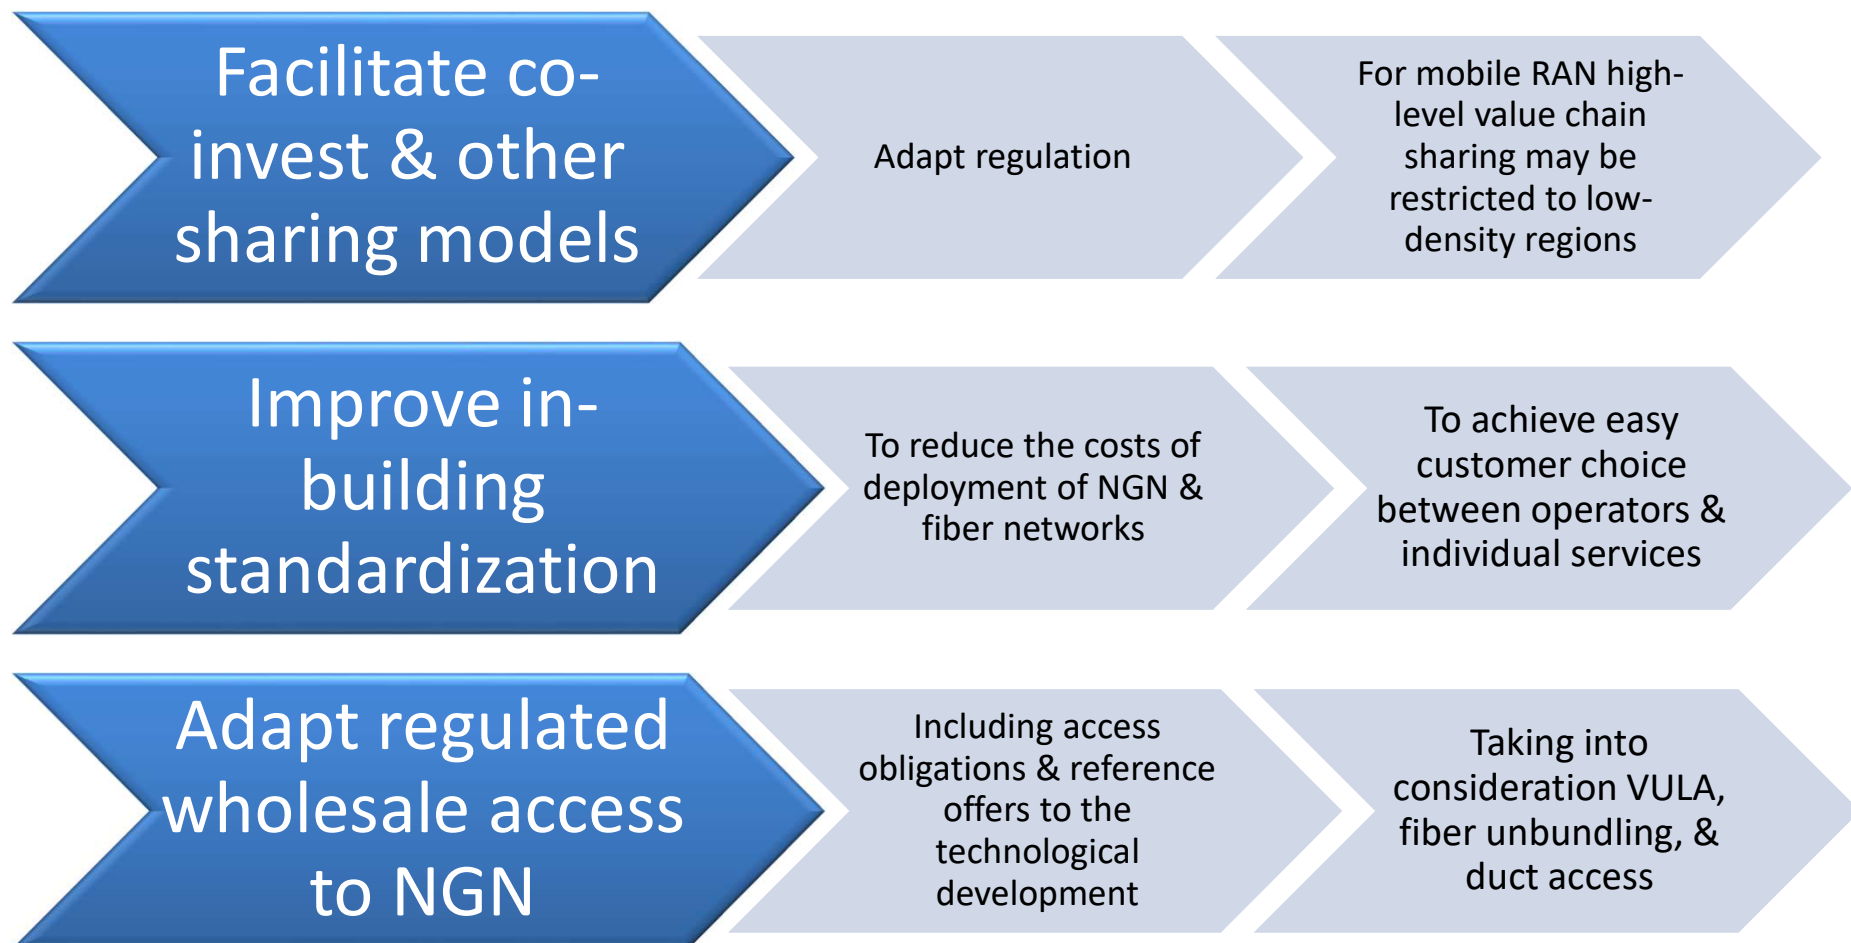 Facilitate co-
invest & other
sharing models
Adapt regulation
For mobile RAN high-
level value chain
sharing may be
restricted to low-
density regions
Improve in-
building
standardization
To reduce the costs of
deployment of NGN &
fiber networks
To achieve easy
customer choice
between operators &
individual services
Adapt regulated
wholesale access
to NGN
Including access
obligations & reference
offers to the
technological
development
Taking into
consideration VULA,
fiber unbundling, &
duct access